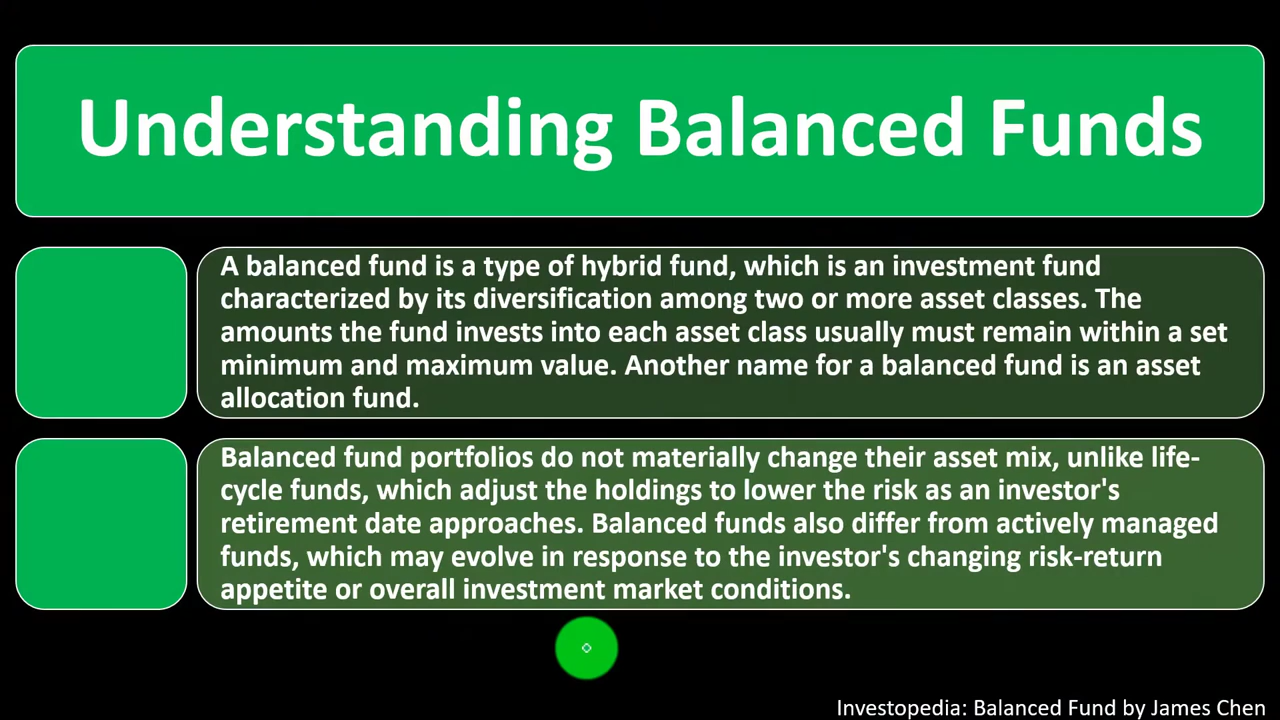 Understanding Balanced Funds
A balanced fund is a type of hybrid fund, which is an investment fund
characterized by its diversification among two or more asset classes. The
amounts the fund invests into each asset class usually must remain within a set
minimum and maximum value. Another name for a balanced fund is an asset
allocation fund.
Balanced fund portfolios do not materially change their asset mix, unlike life-
cycle funds, which adjust the holdings to lower the risk as an investor's
retirement date approaches. Balanced funds also differ from actively managed
funds, which may evolve in response to the investor's changing risk-return
appetite or overall investment market conditions.
Investopedia: Balanced Fund by James Chen